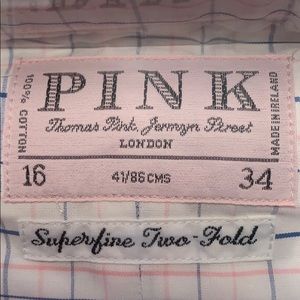 PINK
100% COTTON
Thomas Pink, Jermyn Street
LONDON
MADE IN IRELAND
16 41/86 CMS 34
Superfine Two-Fold